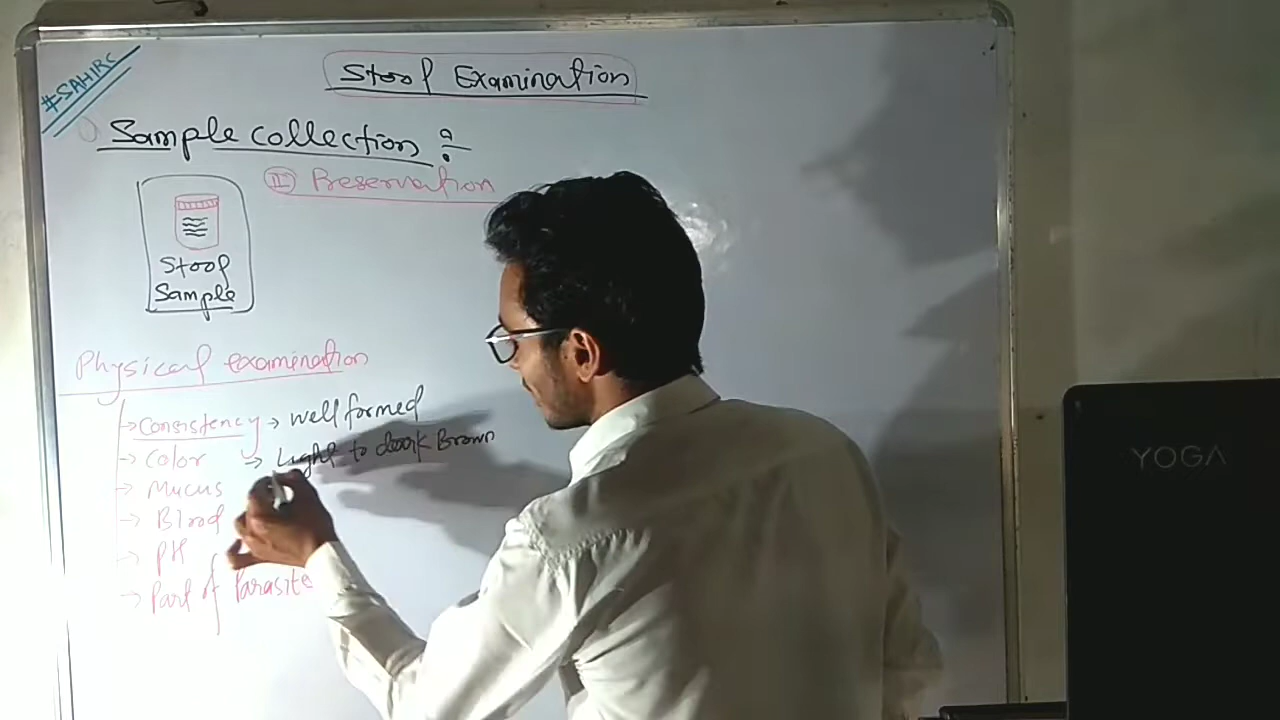 #SAHIRC
Stool Examination
Sample collection :
II Preservation
Stool
Sample
Physical examination
→ Consistency → well formed
→ Color → Light to dark Brown
→ Mucus
→ Blood
→ PH
→ Part of Parasite
YOGA